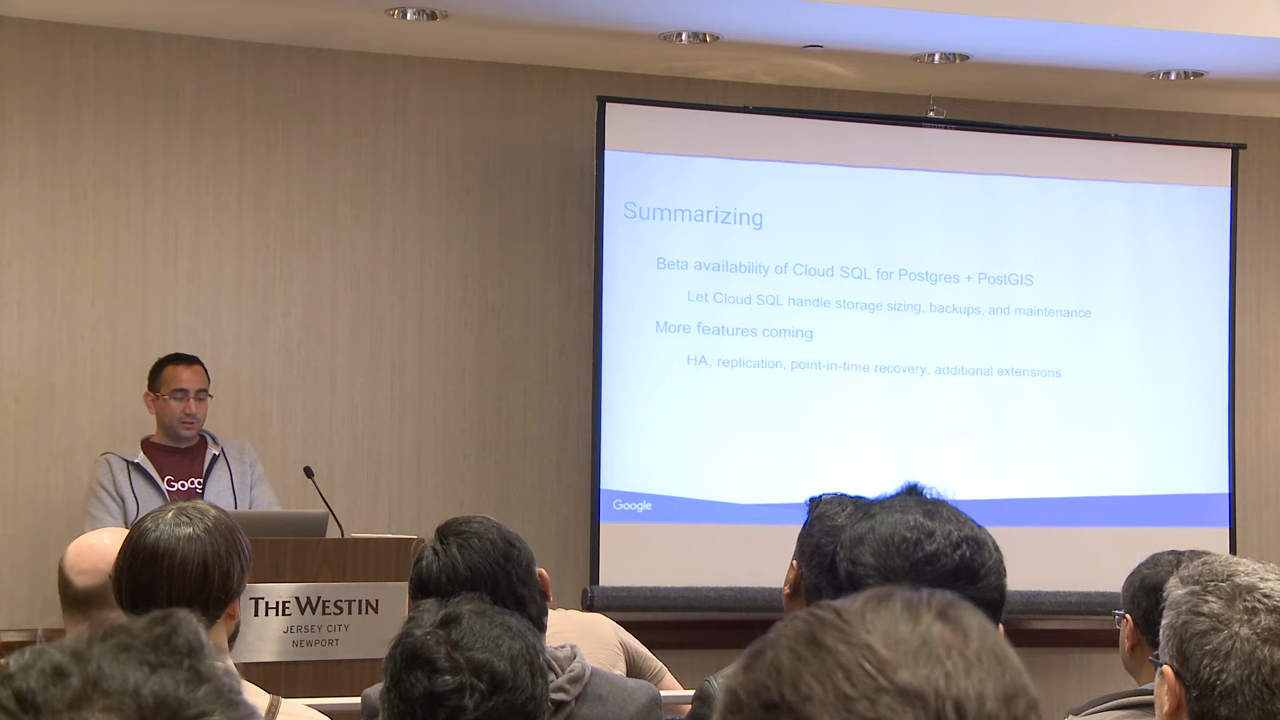 Summarizing
Beta availability of Cloud SQL for Postgres + PostGIS
Let Cloud SQL handle storage sizing, backups, and maintenance
More features coming
HA, replication, point-in-time recovery, additional extensions
Google
Goog
THE WESTIN
JERSEY CITY
NEWPORT